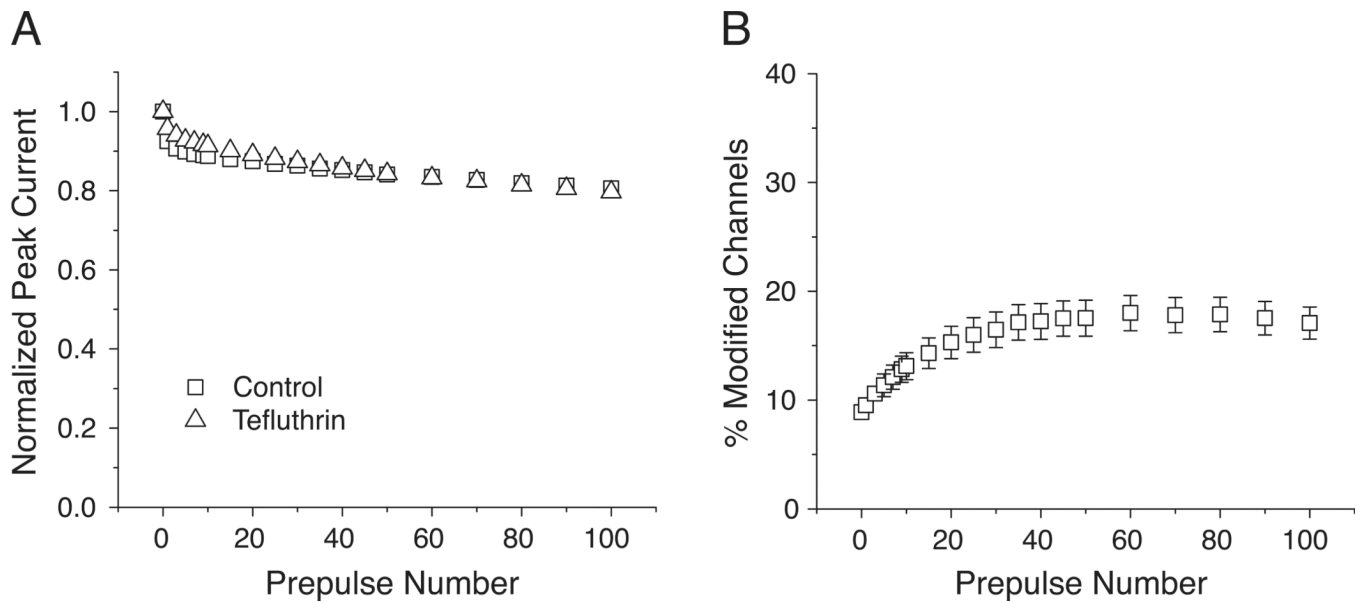 A
Normalized Peak Current
1.0
0.8
0.6
0.4
0.2
0.0
Control
Tefluthrin
0 20 40 60 80 100
Prepulse Number
B
% Modified Channels
40
30
20
10
0
0 20 40 60 80 100
Prepulse Number